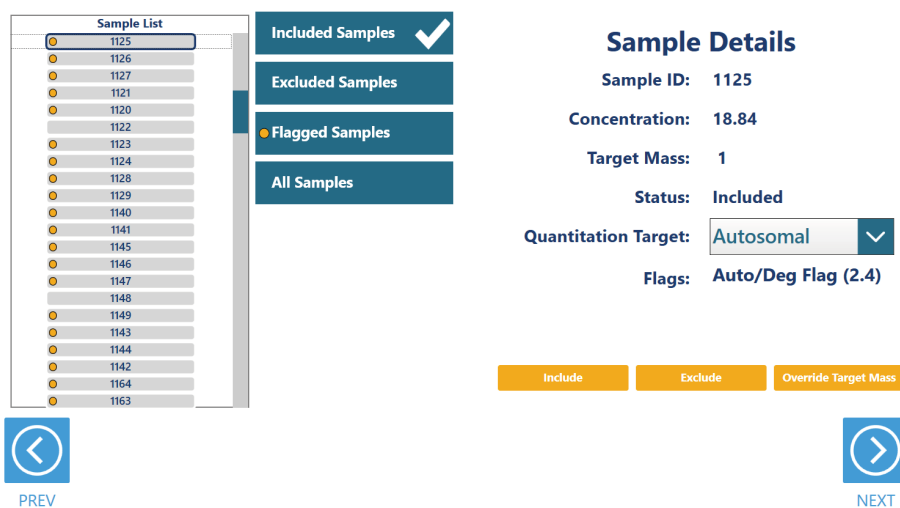 Sample List
1125
1126
1127
1121
1120
1122
1123
1124
1128
1129
1140
1141
1145
1146
1147
1148
1149
1143
1144
1142
1164
1163
Included Samples
Excluded Samples
Flagged Samples
All Samples
Sample Details
Sample ID: 1125
Concentration: 18.84
Target Mass: 1
Status: Included
Quantitation Target: Autosomal
Flags: Auto/Deg Flag (2.4)
Include
Exclude
Override Target Mass
PREV
NEXT